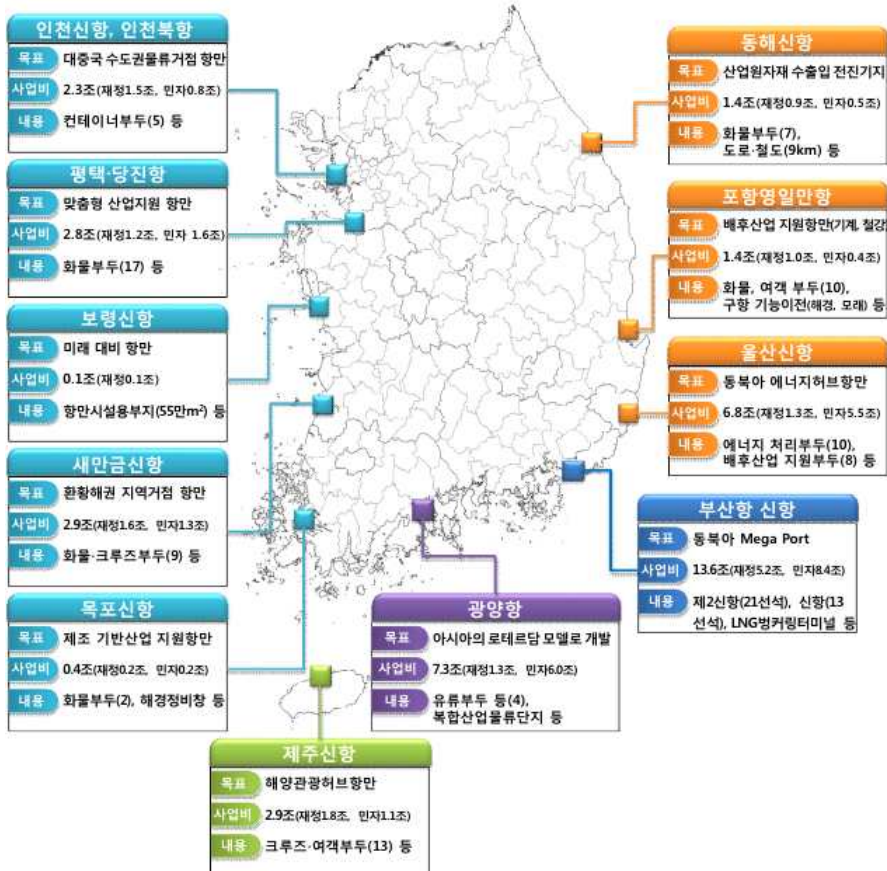 인천신항, 인천북항
목표 대중국 수도권물류거점 항만
사업비 2.3조(재정1.5조, 민자0.8조)
내용 컨테이너부두(5) 등
평택·당진항
목표 맞춤형 산업지원 항만
사업비 2.8조(재정1.2조, 민자 1.6조)
내용 화물부두(17) 등
보령신항
목표 미래 대비 항만
사업비 0.1조(재정0.1조)
내용 항만시설용부지(55만m²) 등
새만금신항
목표 환황해권 지역거점 항만
사업비 2.9조(재정1.6조, 민자1.3조)
내용 화물·크루즈부두(9) 등
목포신항
목표 제조 기반산업 지원항만
사업비 0.4조(재정0.2조, 민자0.2조)
내용 화물부두(2), 해경정비창 등
제주신항
목표 해양관광허브항만
사업비 2.9조(재정1.8조, 민자1.1조)
내용 크루즈·여객부두(13) 등
광양항
목표 아시아의 로테르담 모델로 개발
사업비 7.3조(재정1.3조, 민자6.0조)
내용 유류부두 등(4),
복합산업물류단지 등
동해신항
목표 산업원자재 수출입 전진기지
사업비 1.4조(재정0.9조, 민자0.5조)
내용 화물부두(7),
도로·철도(9km) 등
포항영일만항
목표 배후산업 지원항만(기계, 철강)
사업비 1.4조(재정1.0조, 민자0.4조)
내용 화물, 여객 부두(10),
구항 기능이전(해경, 모래) 등
울산신항
목표 동북아 에너지허브항만
사업비 6.8조(재정1.3조, 민자5.5조)
내용 에너지 처리부두(10),
배후산업 지원부두(8) 등
부산항 신항
목표 동북아 Mega Port
사업비 13.6조(재정5.2조, 민자8.4조)
내용 제2신항(21선석), 신항(13
선석), LNG벙커링터미널 등